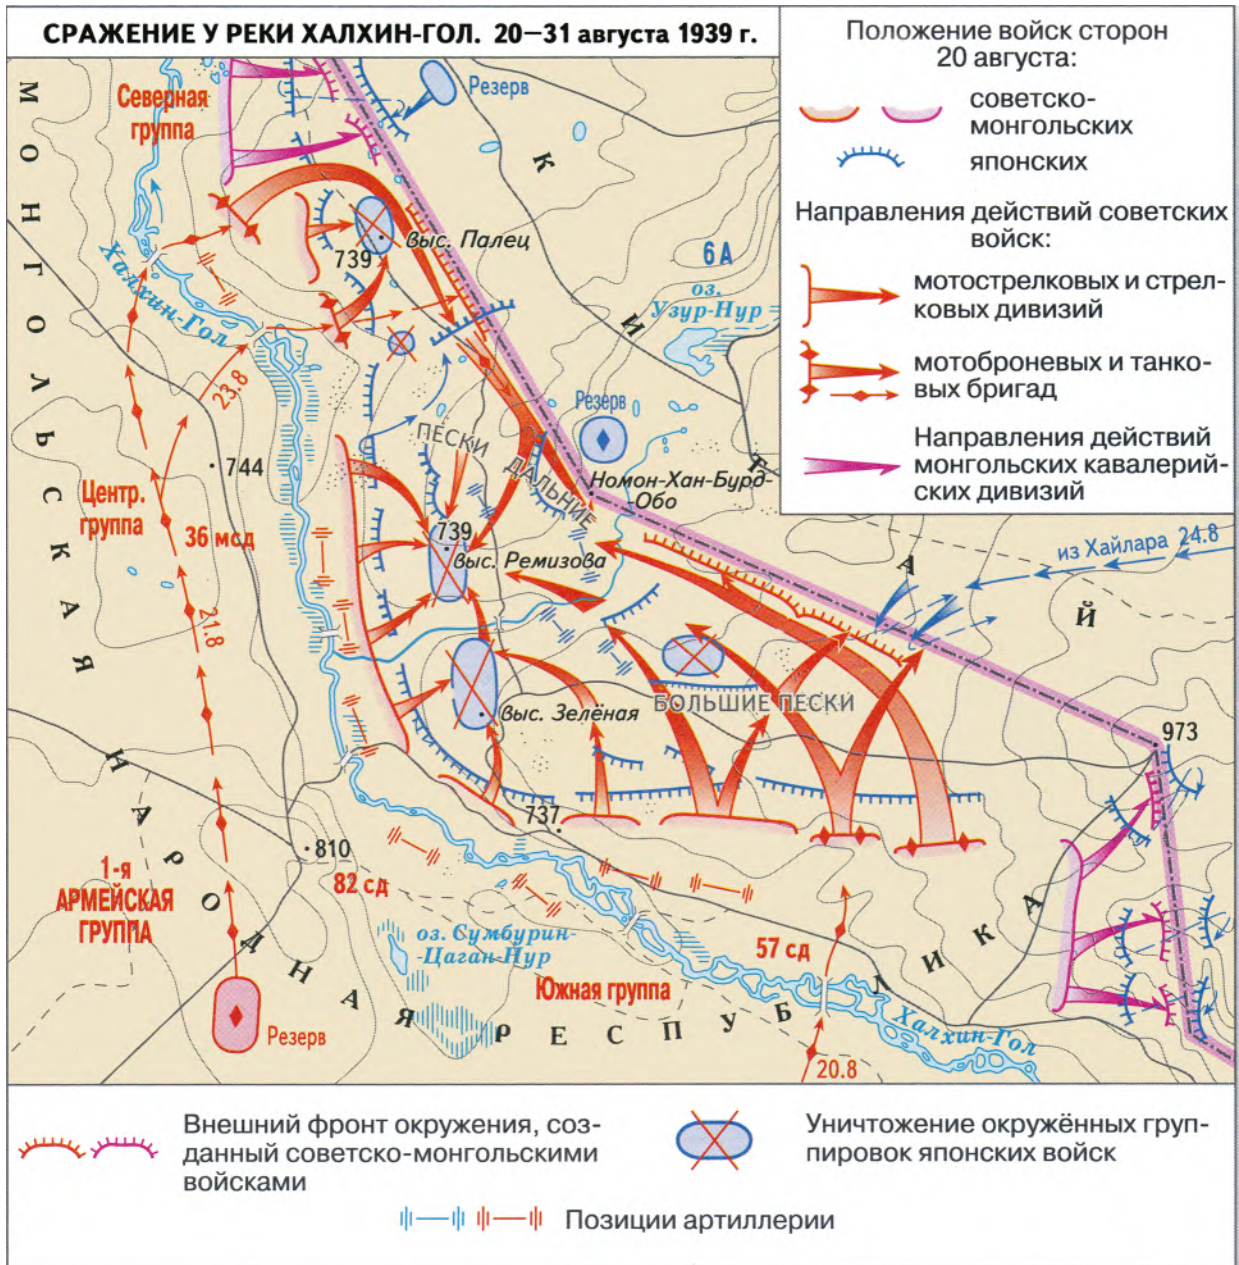 СРАЖЕНИЕ У РЕКИ ХАЛХИН-ГОЛ. 20–31 августа 1939 г.
Положение войск сторон
20 августа:
советско-
монгольских
японских
Направления действий советских
войск:
мотострелковых и стрел-
ковых дивизий
мотоброневых и танко-
вых бригад
Направления действий
монгольских кавалерий-
ских дивизий
МОНГОЛЬСКАЯ
НАРОДНАЯ
РЕСПУБЛИКА
КИТАЙ
Северная
группа
Резерв
выс. Палец
739
6 А
оз.
Узур-Нур
Халхин-Гол
23.8
Резерв
ПЕСКИ
ДАЛЬНИЕ
Номон-Хан-Бурд-
-Обо
744
Центр.
группа
36 мсд
739
выс. Ремизова
из Хайлара 24.8
21.8
БОЛЬШИЕ ПЕСКИ
выс. Зелёная
973
737
810
1-я
АРМЕЙСКАЯ
ГРУППА
82 сд
оз. Сумбурин-
-Цаган-Нур
57 сд
Южная группа
Резерв
Халхин-Гол
20.8
Внешний фронт окружения, соз-
данный советско-монгольскими
войсками
Уничтожение окружённых груп-
пировок японских войск
Позиции артиллерии